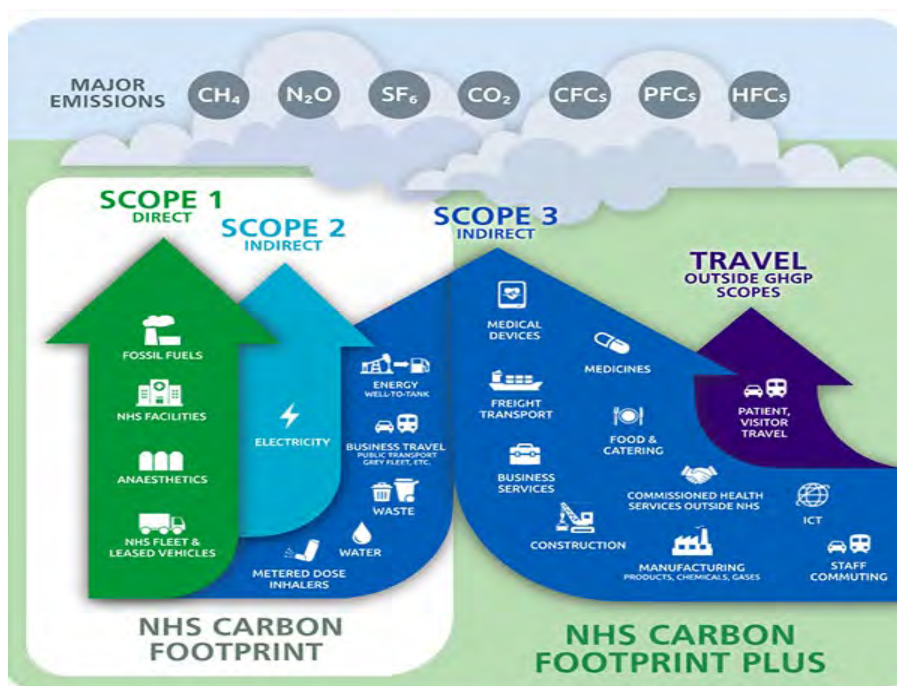 MAJOR
EMISSIONS
CH₄
N₂O
SF₆
CO₂
CFCs
PFCs
HFCs
SCOPE 1
DIRECT
SCOPE 2
INDIRECT
SCOPE 3
INDIRECT
TRAVEL
OUTSIDE GHGP
SCOPES
FOSSIL FUELS
NHS FACILITIES
ANAESTHETICS
NHS FLEET &
LEASED VEHICLES
ELECTRICITY
ENERGY
WELL-TO-TANK
BUSINESS TRAVEL
PUBLIC TRANSPORT
GREY FLEET, ETC.
WASTE
WATER
METERED DOSE
INHALERS
MEDICAL
DEVICES
MEDICINES
FREIGHT
TRANSPORT
FOOD &
CATERING
BUSINESS
SERVICES
COMMISSIONED HEALTH
SERVICES OUTSIDE NHS
CONSTRUCTION
MANUFACTURING
PRODUCTS, CHEMICALS, GASES
ICT
STAFF
COMMUTING
PATIENT,
VISITOR
TRAVEL
NHS CARBON
FOOTPRINT
NHS CARBON
FOOTPRINT PLUS